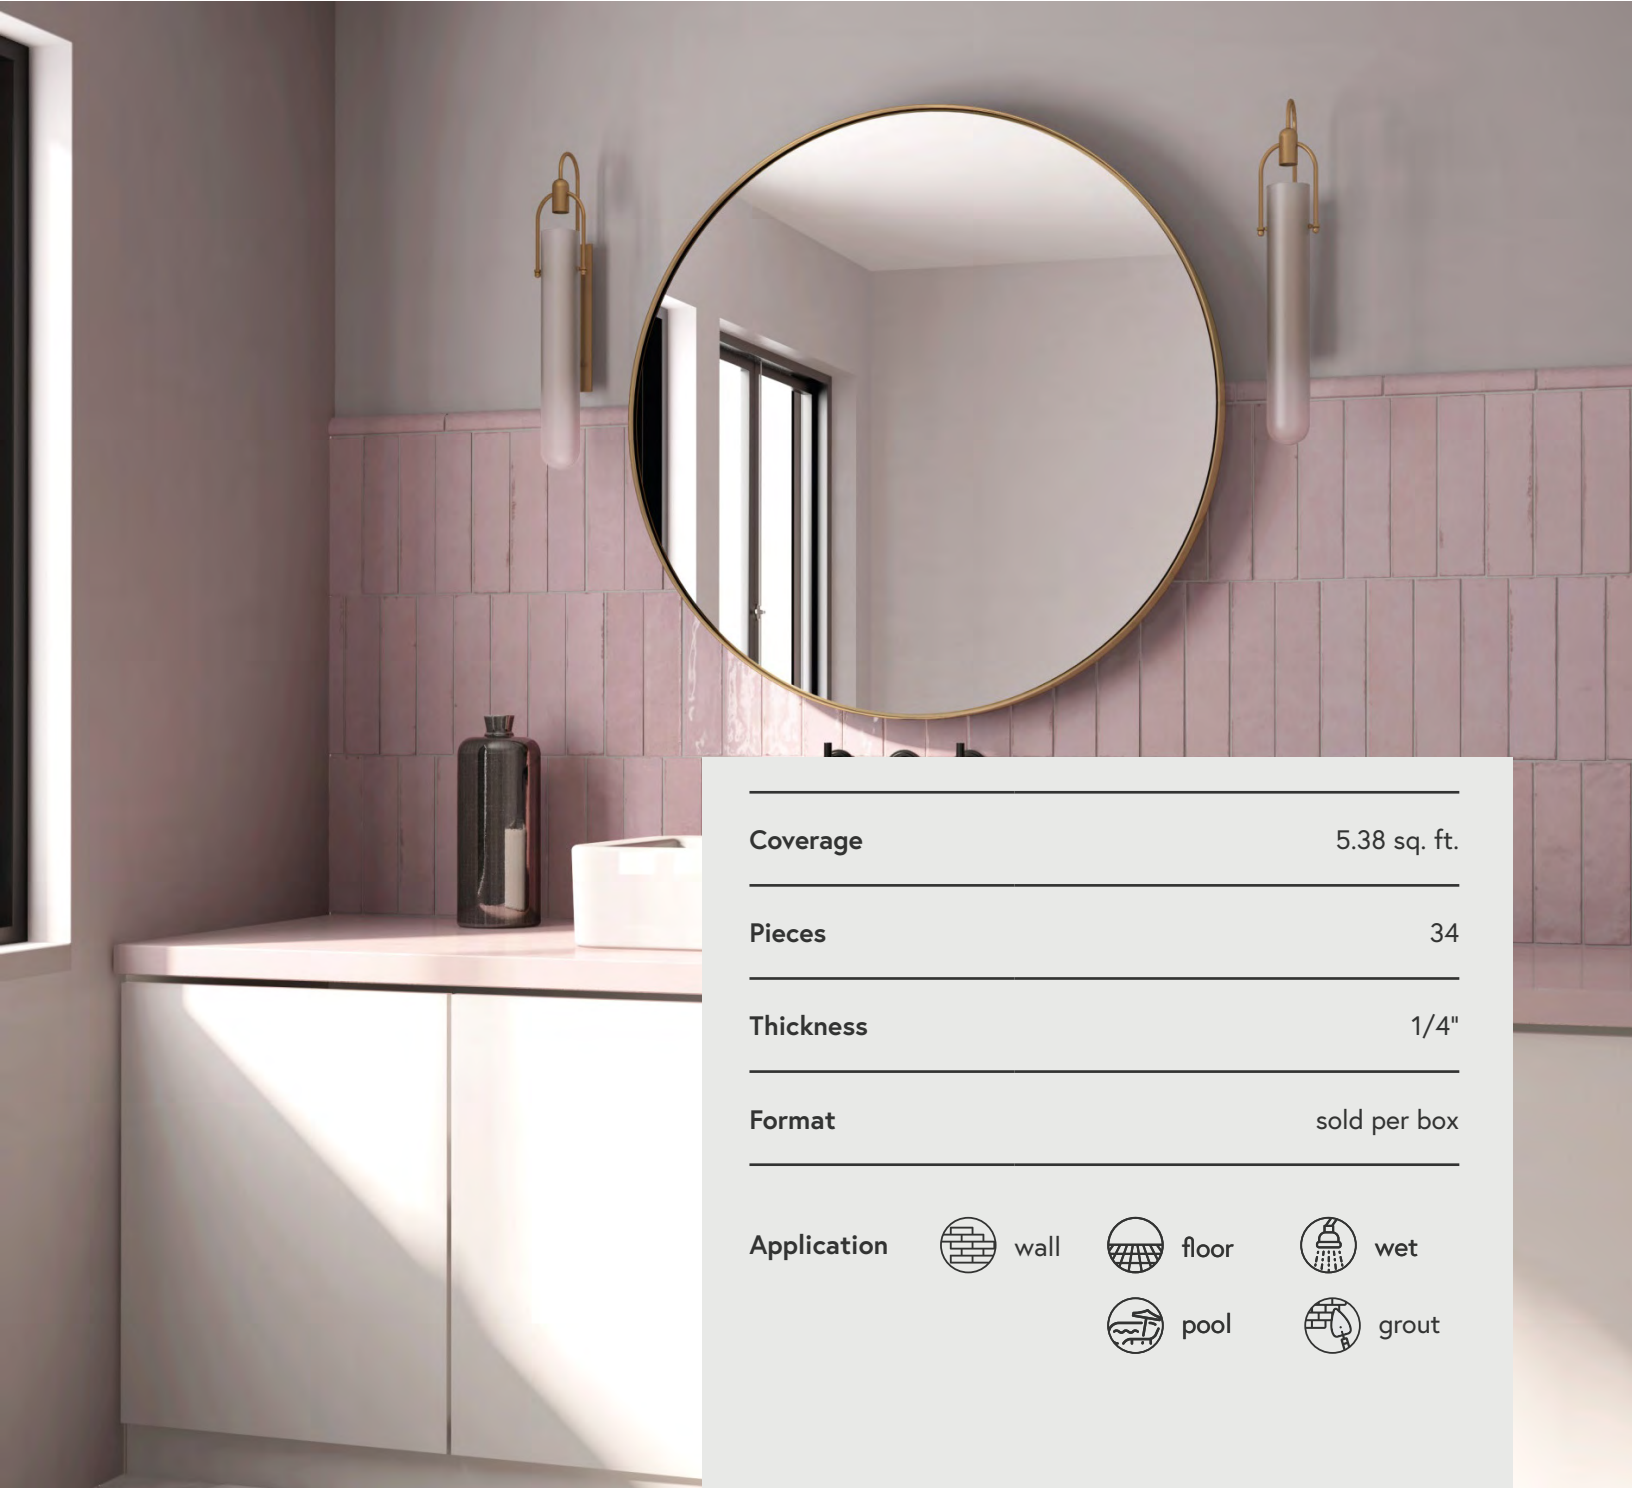 Coverage 5.38 sq. ft.
Pieces 34
Thickness 1/4"
Format sold per box
Application wall floor wet
pool grout